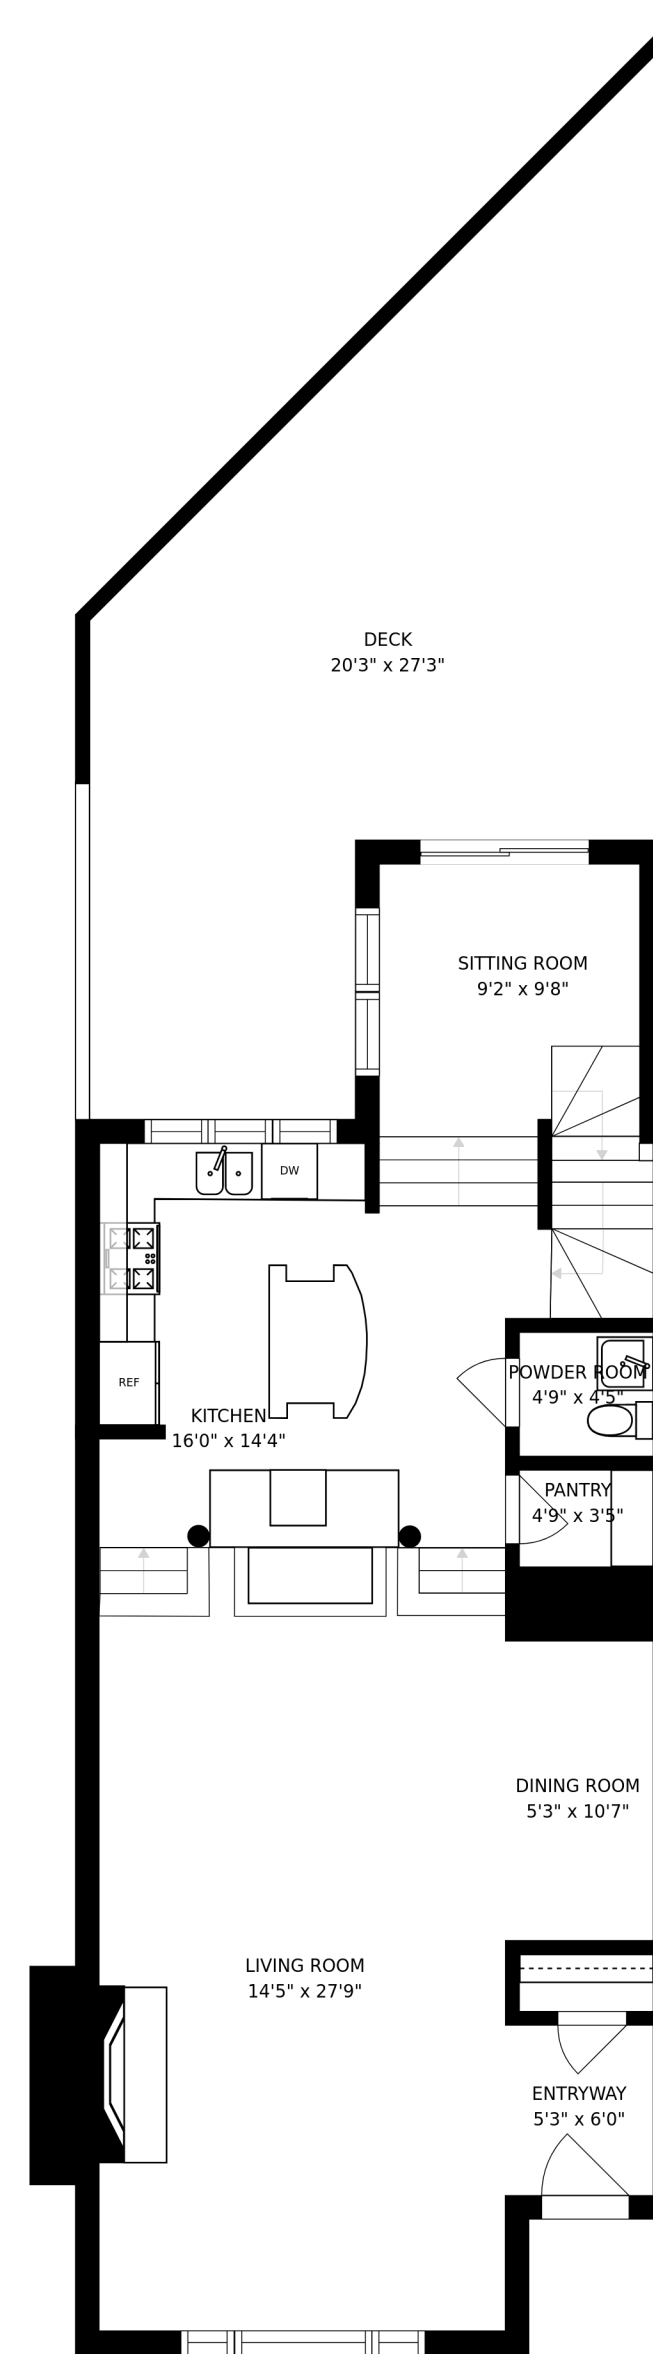 DECK
20'3" x 27'3"
SITTING ROOM
9'2" x 9'8"
DW
REF
POWDER ROOM
4'9" x 4'5"
KITCHEN
16'0" x 14'4"
PANTRY
4'9" x 3'5"
DINING ROOM
5'3" x 10'7"
LIVING ROOM
14'5" x 27'9"
ENTRYWAY
5'3" x 6'0"